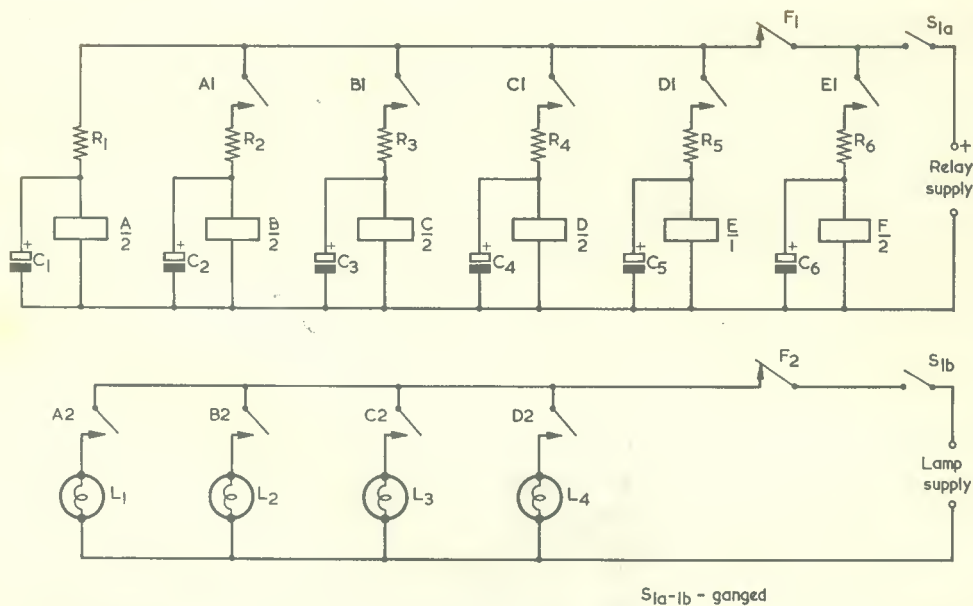 F1
S1a
A1
B1
C1
D1
E1
R1
R2
R3
R4
R5
R6
+
Relay
supply
A/2
B/2
C/2
D/2
E/1
F/2
+
C1
+
C2
+
C3
+
C4
+
C5
+
C6
F2
S1b
A2
B2
C2
D2
Lamp
supply
L1
L2
L3
L4
S1a-1b - ganged